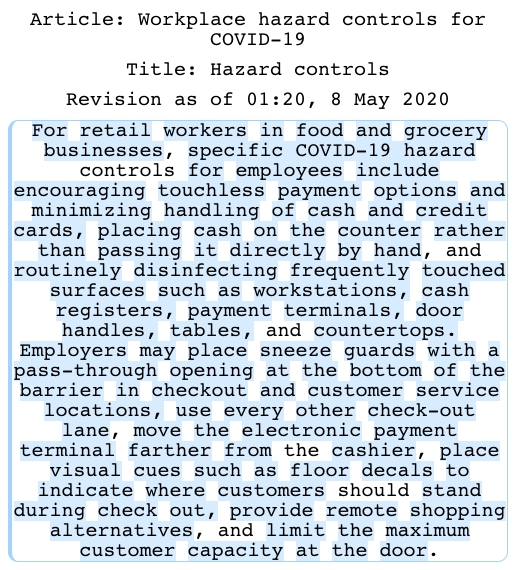 Article: Workplace hazard controls for
COVID-19
Title: Hazard controls
Revision as of 01:20, 8 May 2020
For retail workers in food and grocery
businesses, specific COVID-19 hazard
controls for employees include
encouraging touchless payment options and
minimizing handling of cash and credit
cards, placing cash on the counter rather
than passing it directly by hand, and
routinely disinfecting frequently touched
surfaces such as workstations, cash
registers, payment terminals, door
handles, tables, and countertops.
Employers may place sneeze guards with a
pass-through opening at the bottom of the
barrier in checkout and customer service
locations, use every other check-out
lane, move the electronic payment
terminal farther from the cashier, place
visual cues such as floor decals to
indicate where customers should stand
during check out, provide remote shopping
alternatives, and limit the maximum
customer capacity at the door.